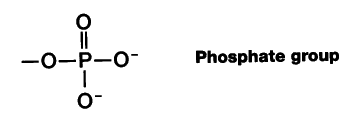 O
‖
—O—P—O⁻ Phosphate group
|
O⁻